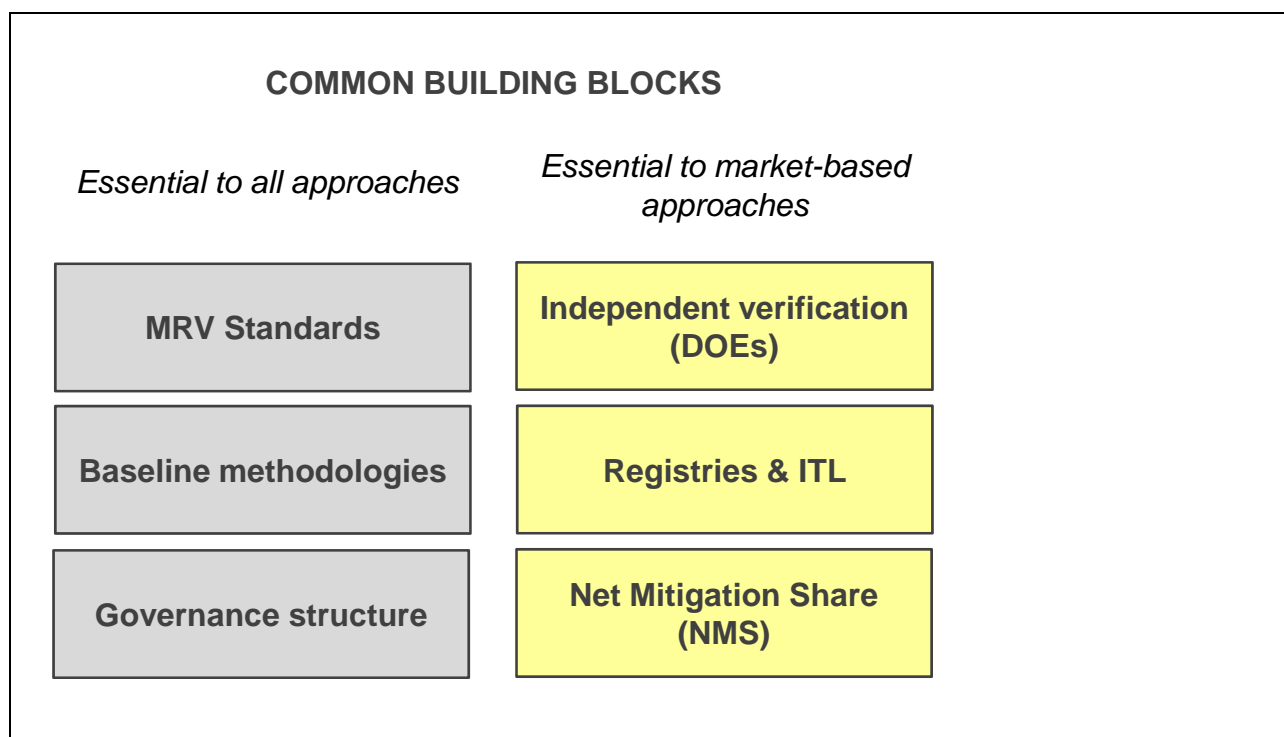 COMMON BUILDING BLOCKS
Essential to all approaches
Essential to market-based
approaches
MRV Standards
Baseline methodologies
Governance structure
Independent verification
(DOEs)
Registries & ITL
Net Mitigation Share
(NMS)